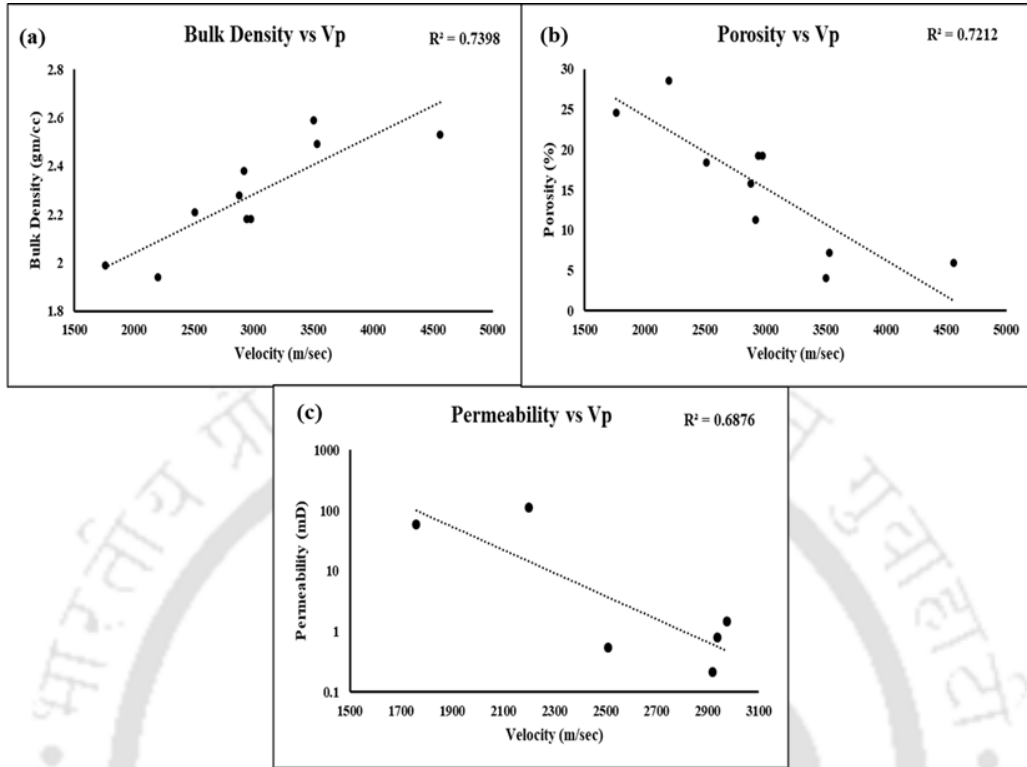 (a) Bulk Density vs Vp R² = 0.7398
2.8
2.6
2.4
2.2
2
1.8
Bulk Density (gm/cc)
1500 2000 2500 3000 3500 4000 4500 5000
Velocity (m/sec)
(b) Porosity vs Vp R² = 0.7212
30
25
20
15
10
5
0
Porosity (%)
1500 2000 2500 3000 3500 4000 4500 5000
Velocity (m/sec)
(c) Permeability vs Vp R² = 0.6876
1000
100
10
1
0.1
Permeability (mD)
1500 1700 1900 2100 2300 2500 2700 2900 3100
Velocity (m/sec)
भारतीय